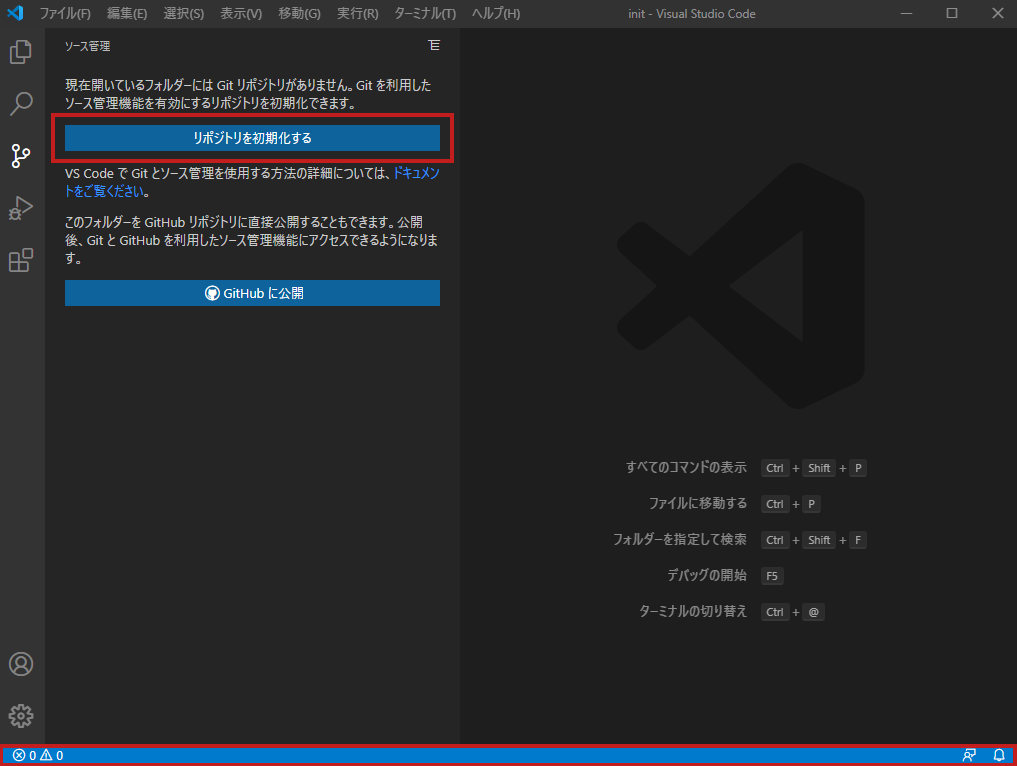 ファイル(F) 編集(E) 選択(S) 表示(V) 移動(G) 実行(R) ターミナル(T) ヘルプ(H) init - Visual Studio Code
ソース管理
現在開いているフォルダーには Git リポジトリがありません。Git を利用した
ソース管理機能を有効にするリポジトリを初期化できます。
リポジトリを初期化する
VS Code で Git とソース管理を使用する方法の詳細については、ドキュメン
トをご覧ください。
このフォルダーを GitHub リポジトリに直接公開することもできます。公開
後、Git と GitHub を利用したソース管理機能にアクセスできるようになりま
す。
GitHub に公開
すべてのコマンドの表示 Ctrl + Shift + P
ファイルに移動する Ctrl + P
フォルダーを指定して検索 Ctrl + Shift + F
デバッグの開始 F5
ターミナルの切り替え Ctrl + @
0 0